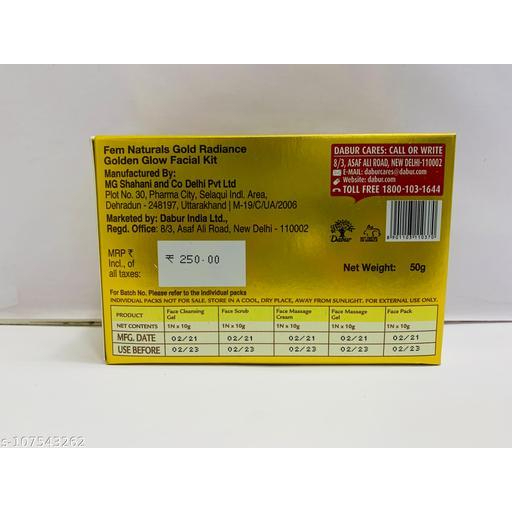 Fem Naturals Gold Radiance
Golden Glow Facial Kit
Manufactured By:
MG Shahani and Co Delhi Pvt Ltd
Plot No. 30, Pharma City, Selaqui Indl. Area,
Dehradun - 248197, Uttarakhand | M-19/C/UA/2006
Marketed by: Dabur India Ltd.,
Regd. Office: 8/3, Asaf Ali Road, New Delhi - 110002
DABUR CARES: CALL OR WRITE
8/3, ASAF ALI ROAD, NEW DELHI-110002
E-MAIL: daburcares@dabur.com
Website: dabur.com
TOLL FREE 1800-103-1644
Dabur
MRP ₹
Incl., of
all taxes:
₹ 250.00
Net Weight: 50g
For Batch No. Please refer to the individual packs
INDIVIDUAL PACKS NOT FOR SALE. STORE IN A COOL, DRY PLACE, AWAY FROM SUNLIGHT. FOR EXTERNAL USE ONLY.
PRODUCT Face Cleansing Gel Face Scrub Face Massage Cream Face Massage Gel Face Pack
NET CONTENTS 1N x 10g 1N x 10g 1N x 10g 1N x 10g 1N x 10g
MFG. DATE 02/21 02/21 02/21 02/21 02/21
USE BEFORE 02/23 02/23 02/23 02/23 02/23
s-107543262